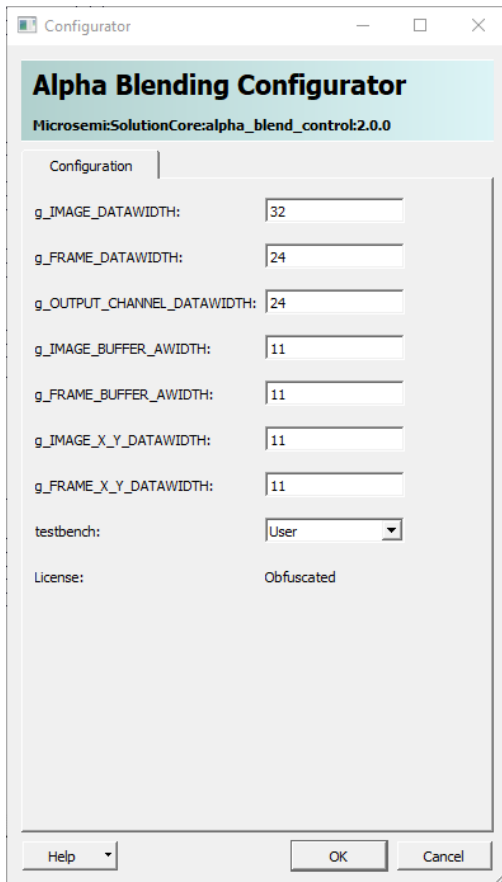 Configurator
Alpha Blending Configurator
Microsemi:SolutionCore:alpha_blend_control:2.0.0
Configuration
g_IMAGE_DATAWIDTH: 32
g_FRAME_DATAWIDTH: 24
g_OUTPUT_CHANNEL_DATAWIDTH: 24
g_IMAGE_BUFFER_AWIDTH: 11
g_FRAME_BUFFER_AWIDTH: 11
g_IMAGE_X_Y_DATAWIDTH: 11
g_FRAME_X_Y_DATAWIDTH: 11
testbench: User
License: Obfuscated
Help OK Cancel